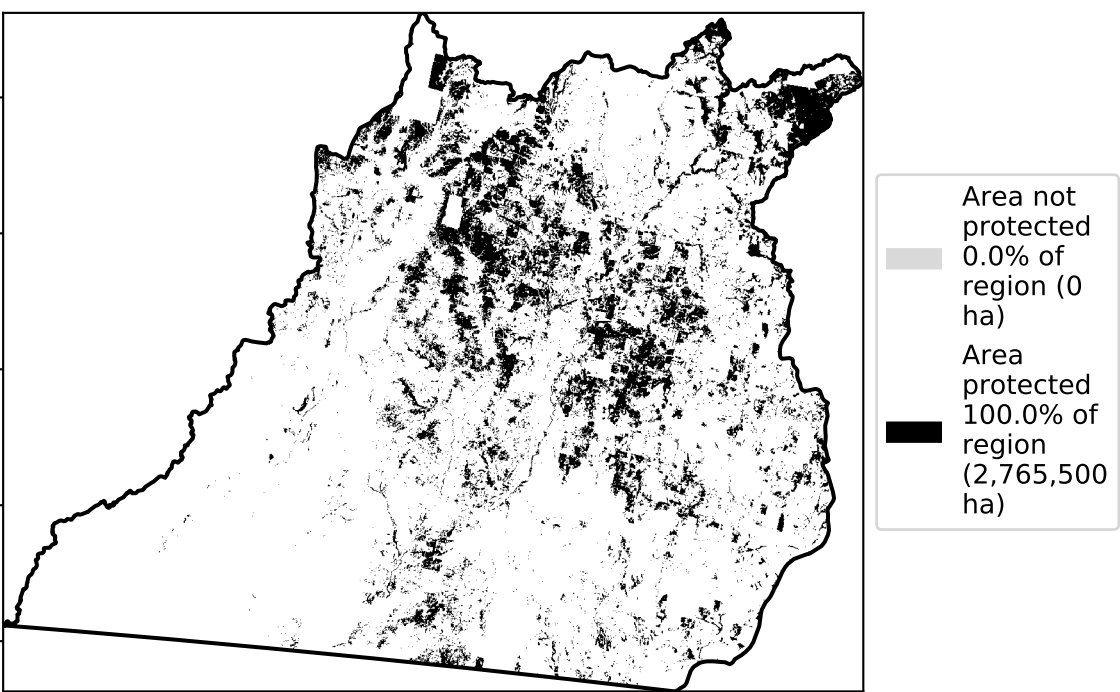 Area not
protected
0.0% of
region (0
ha)
Area
protected
100.0% of
region
(2,765,500
ha)